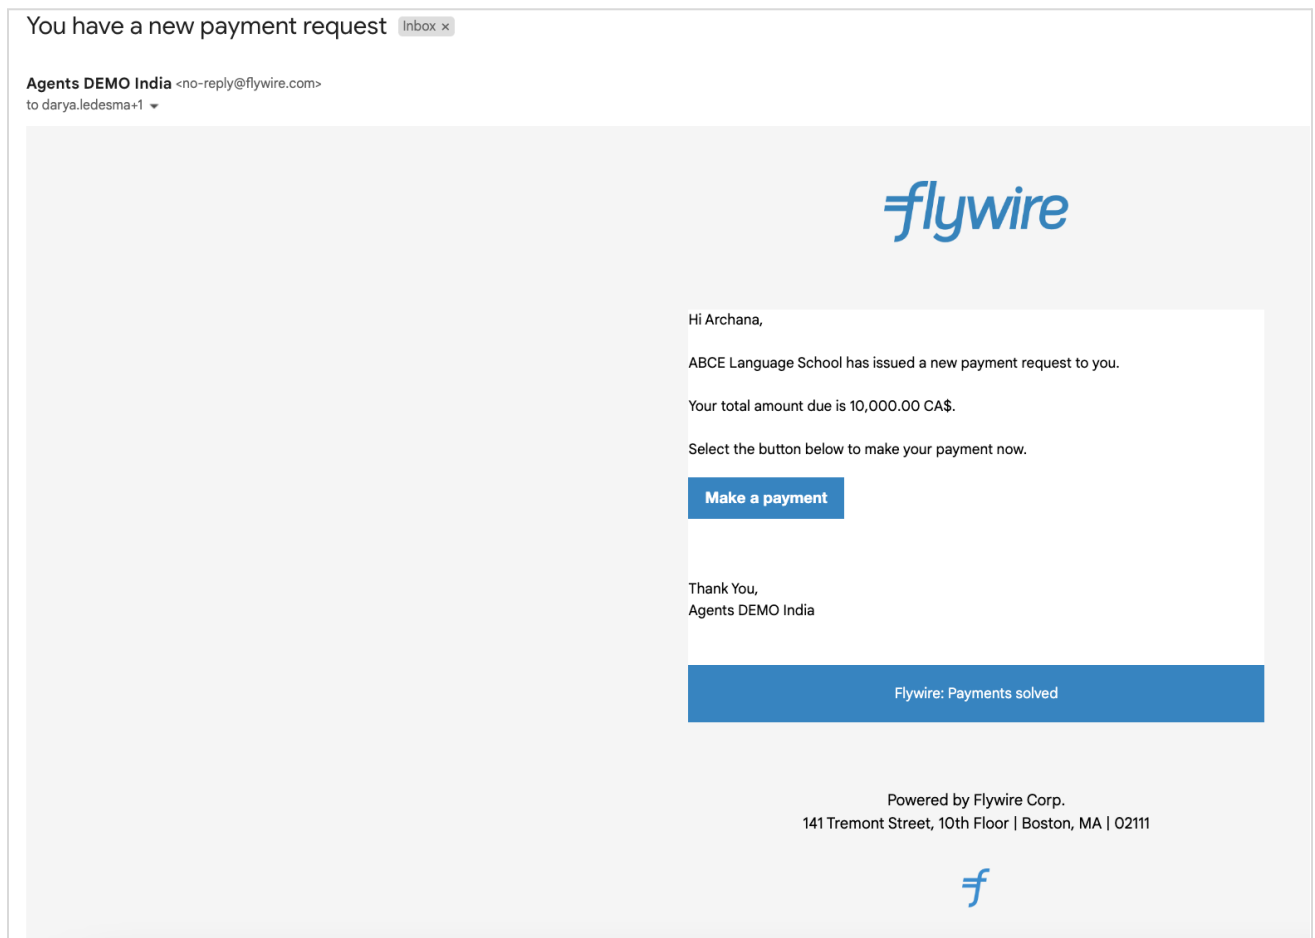 You have a new payment request Inbox ×
Agents DEMO India <no-reply@flywire.com>
to darya.ledesma+1
flywire
Hi Archana,
ABCE Language School has issued a new payment request to you.
Your total amount due is 10,000.00 CA$.
Select the button below to make your payment now.
Make a payment
Thank You,
Agents DEMO India
Flywire: Payments solved
Powered by Flywire Corp.
141 Tremont Street, 10th Floor | Boston, MA | 02111